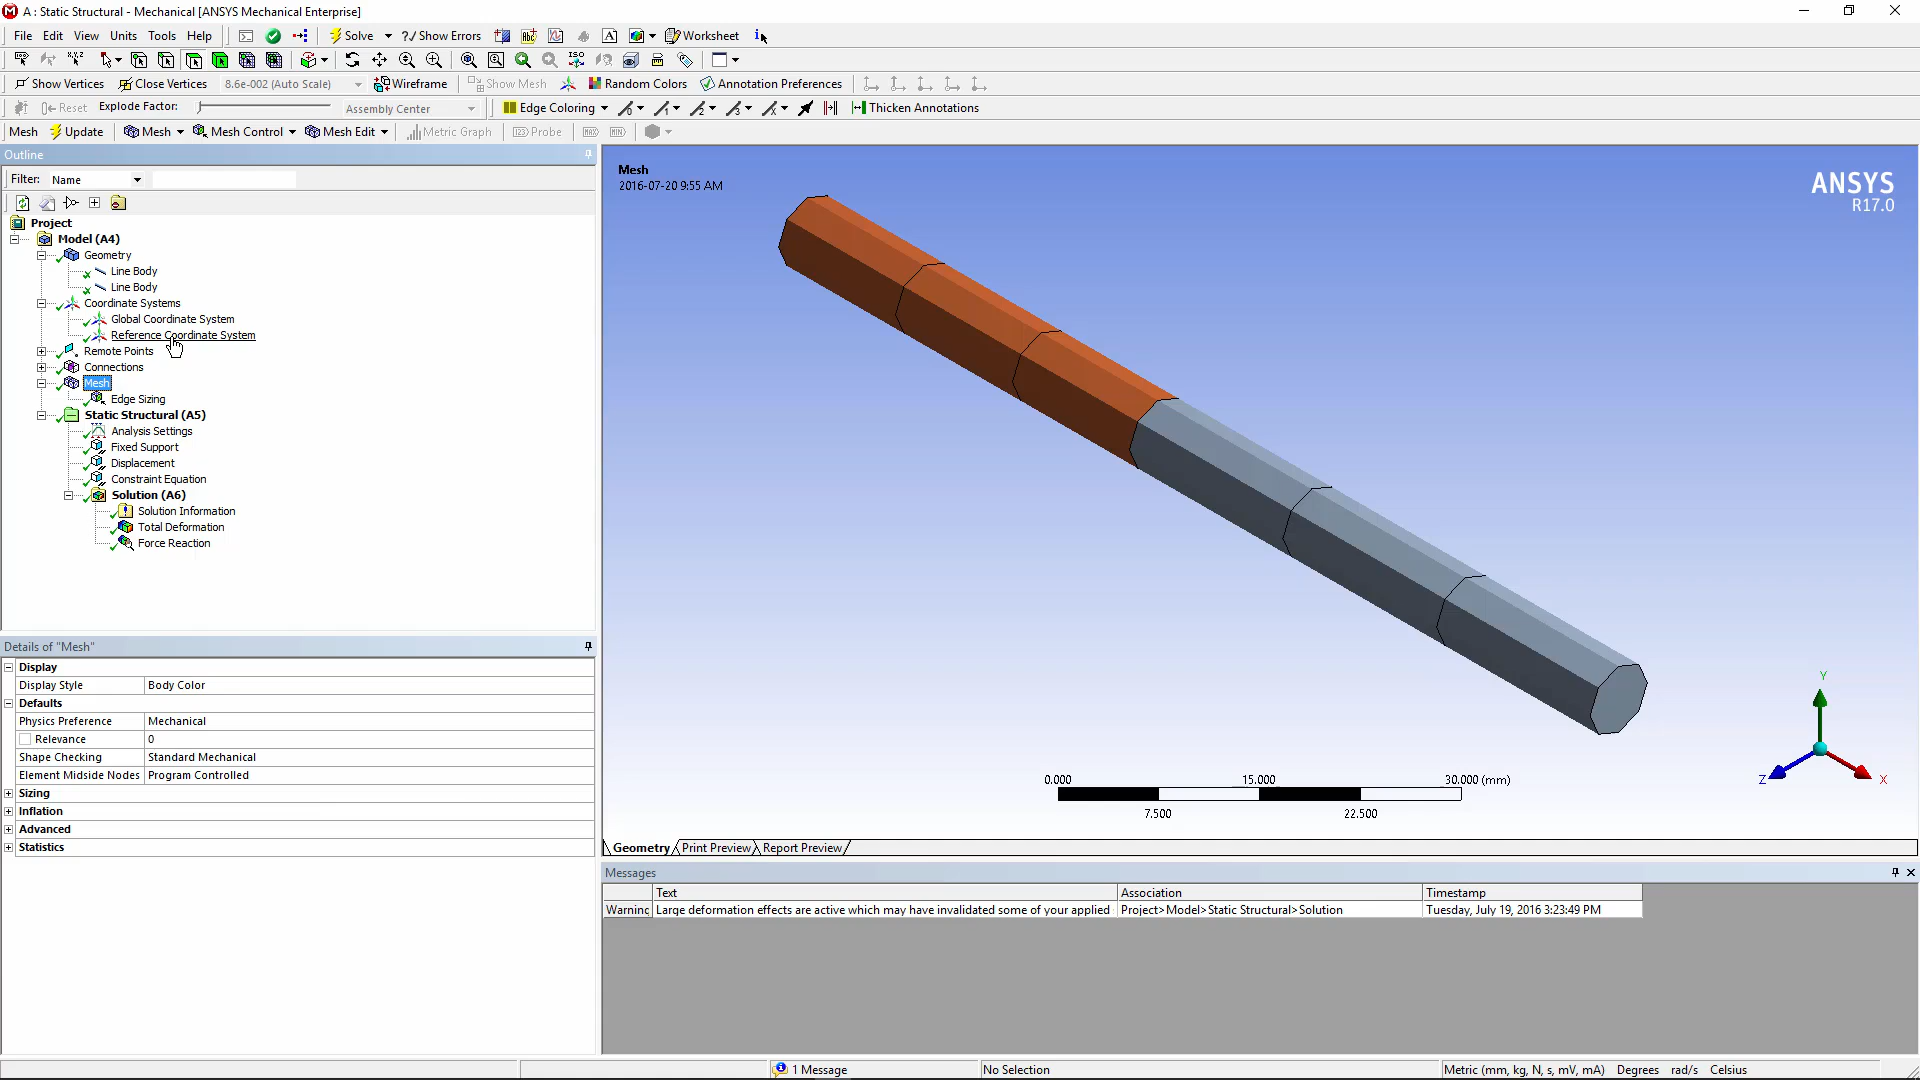 A : Static Structural - Mechanical [ANSYS Mechanical Enterprise]
File Edit View Units Tools Help Solve ?/ Show Errors Worksheet
Show Vertices Close Vertices 8.6e-002 (Auto Scale) Wireframe Show Mesh Random Colors Annotation Preferences
Reset Explode Factor: Assembly Center Edge Coloring Thicken Annotations
Mesh Update Mesh Mesh Control Mesh Edit Metric Graph Probe
Outline
Filter: Name
Project
Model (A4)
Geometry
Line Body
Line Body
Coordinate Systems
Global Coordinate System
Reference Coordinate System
Remote Points
Connections
Mesh
Edge Sizing
Static Structural (A5)
Analysis Settings
Fixed Support
Displacement
Constraint Equation
Solution (A6)
Solution Information
Total Deformation
Force Reaction
Details of "Mesh"
Display
Display Style Body Color
Defaults
Physics Preference Mechanical
Relevance 0
Shape Checking Standard Mechanical
Element Midside Nodes Program Controlled
Sizing
Inflation
Advanced
Statistics
Mesh
2016-07-20 9:55 AM
ANSYS
R17.0
Y
Z X
0.000 15.000 30.000 (mm)
7.500 22.500
Geometry Print Preview Report Preview
Messages
Text Association Timestamp
Warninc Large deformation effects are active which may have invalidated some of your applied Project>Model>Static Structural>Solution Tuesday, July 19, 2016 3:23:49 PM
1 Message No Selection Metric (mm, kg, N, s, mV, mA) Degrees rad/s Celsius